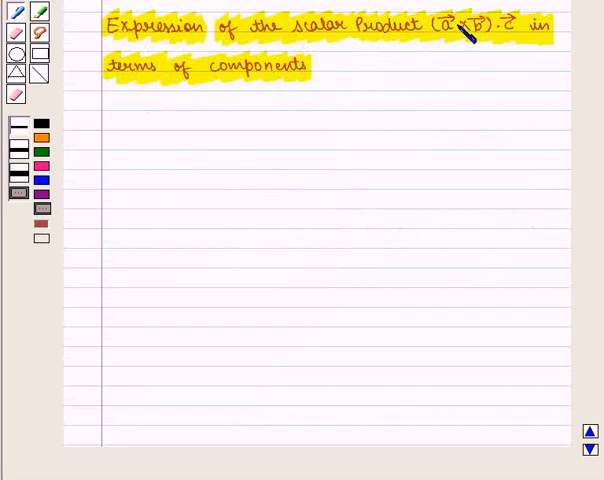 Expression of the scalar Product (a⃗ × b⃗) . c⃗ in
terms of components